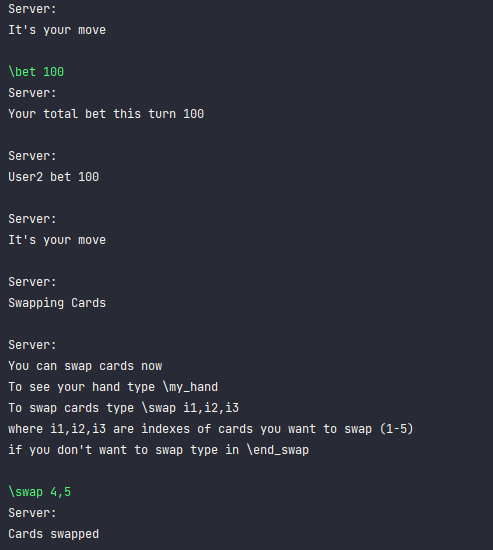 Server:
It's your move
\bet 100
Server:
Your total bet this turn 100
Server:
User2 bet 100
Server:
It's your move
Server:
Swapping Cards
Server:
You can swap cards now
To see your hand type \my_hand
To swap cards type \swap i1,i2,i3
where i1,i2,i3 are indexes of cards you want to swap (1-5)
if you don't want to swap type in \end_swap
\swap 4,5
Server:
Cards swapped